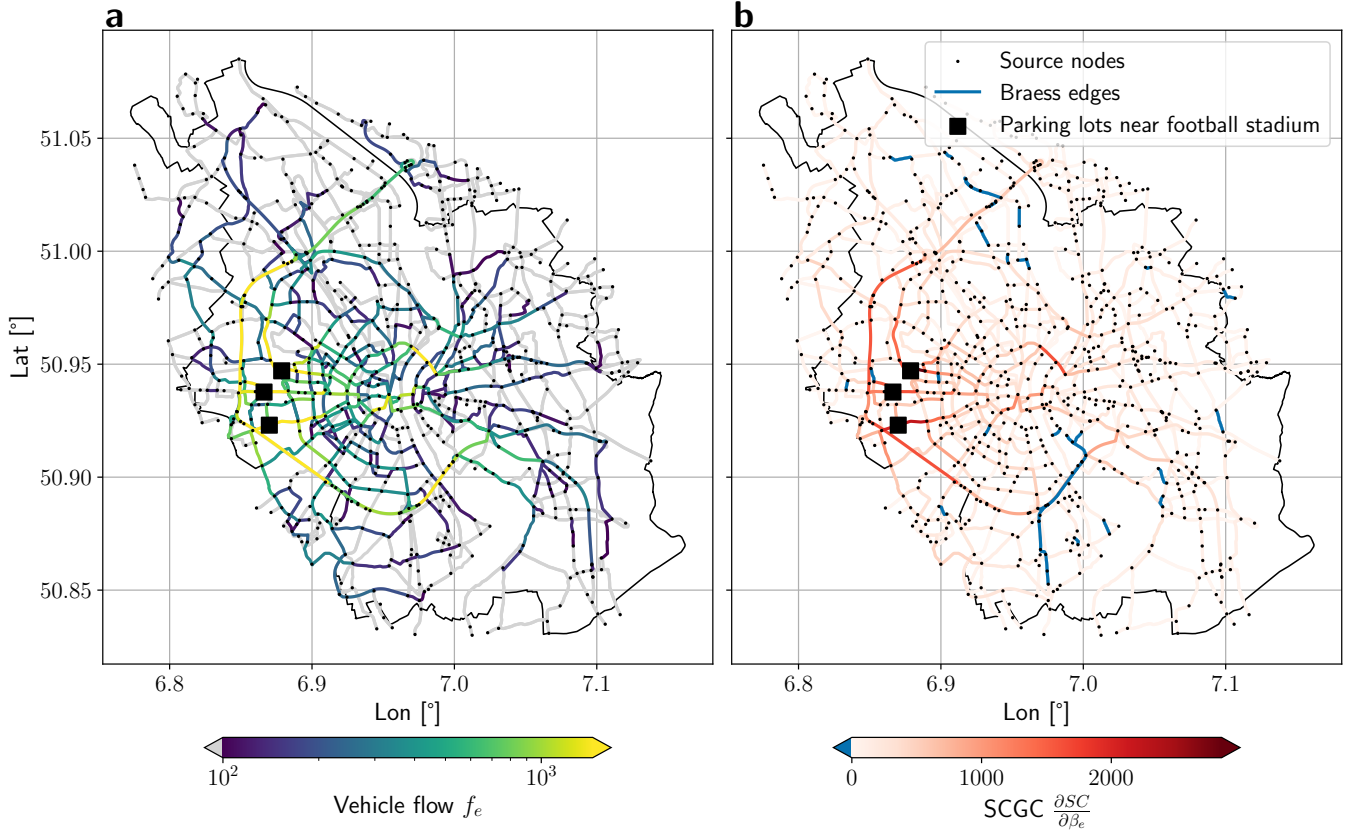 a
b
Source nodes
Braess edges
Parking lots near football stadium
51.05
51.00
50.95
50.90
50.85
Lat [°]
6.8 6.9 7.0 7.1
6.8 6.9 7.0 7.1
Lon [°]
Lon [°]
10² 10³
0 1000 2000
Vehicle flow fₑ
SCGC ∂SC/∂βₑ